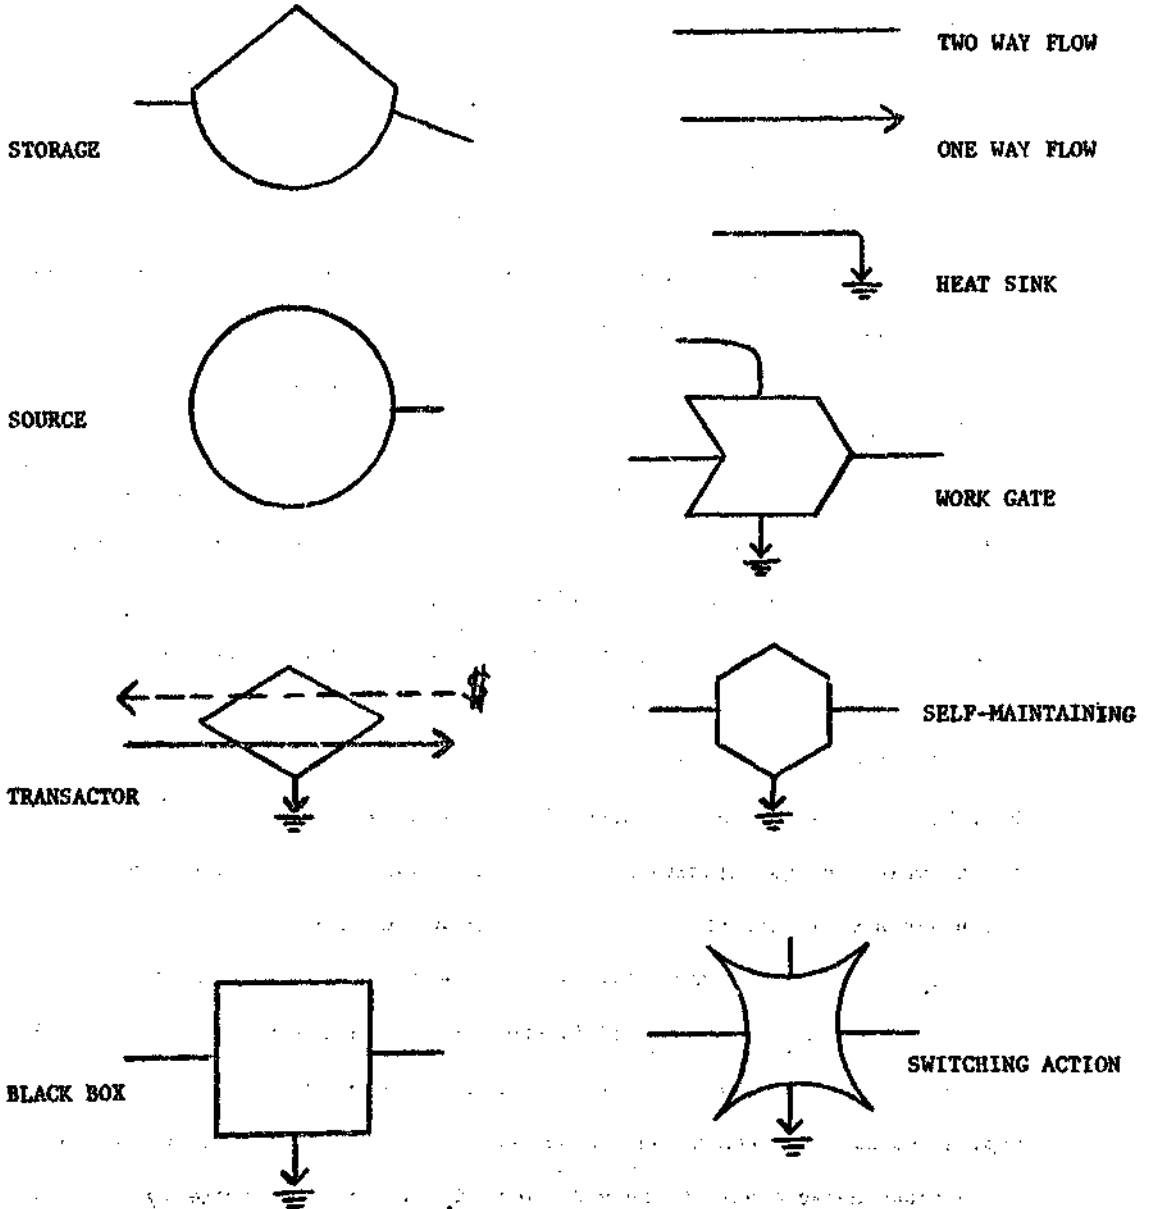 TWO WAY FLOW
STORAGE
ONE WAY FLOW
HEAT SINK
SOURCE
WORK GATE
$
SELF-MAINTAINING
TRANSACTOR
BLACK BOX
SWITCHING ACTION